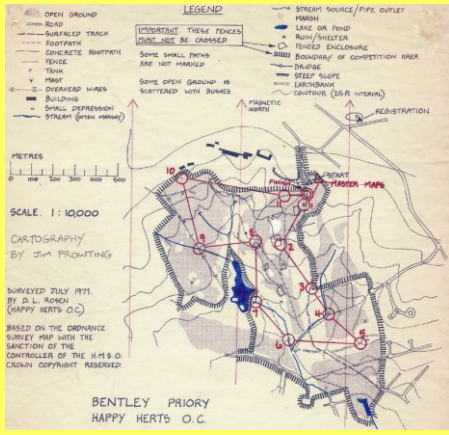 LEGEND
OPEN GROUND
ROAD
SURFACED TRACK
FOOTPATH
CONCRETE FOOTPATH
FENCE
TANK
MAST
OVERHEAD WIRES
BUILDING
SMALL DEPRESSION
STREAM (OFTEN MARSHY)
IMPORTANT THESE FENCES
MUST NOT BE CROSSED
SOME SMALL PATHS
ARE NOT MARKED
SOME OPEN GROUND IS
SCATTERED WITH BUSHES
STREAM SOURCE/PIPE OUTLET
MARSH
LAKE OR POND
RUIN/SHELTER
FENCED ENCLOSURE
BOUNDARY OF COMPETITION AREA
BRIDGE
STEEP SLOPE
EARTHBANK
CONTOUR (25ft INTERVAL)
MAGNETIC
NORTH
REGISTRATION
METRES
0 100 200 300 400 500
SCALE. 1:10,000
CARTOGRAPHY
BY JIM PROWTING
SURVEYED JULY 1971.
BY D. L. ROSEN
(HAPPY HERTS O.C.)
BASED ON THE ORDNANCE
SURVEY MAP WITH THE
SANCTION OF THE
CONTROLLER OF THE H.M.S.O.
CROWN COPYRIGHT RESERVED.
START
MASTER MAPS
Finish
10
1
2
8
9
3
7
4
6
5
BENTLEY PRIORY
HAPPY HERTS O.C.